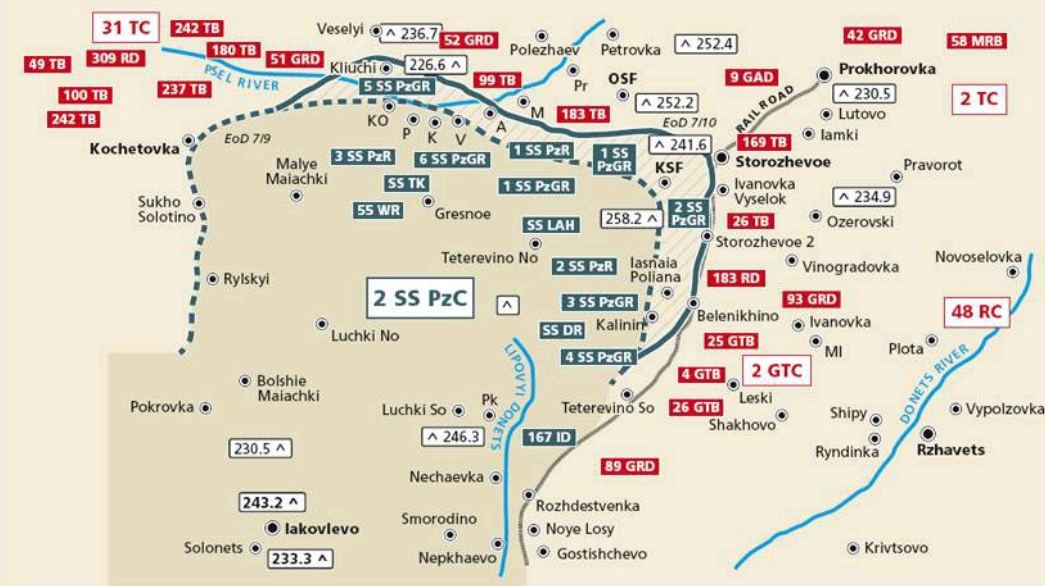 31 TC
242 TB
Veselyi
^ 236.7
52 GRD
Polezhaev
Petrovka
^ 252.4
42 GRD
58 MRB
49 TB
309 RD
180 TB
51 GRD
Kliuchi
226.6 ^
PSEL RIVER
OSF
Pr
9 GAD
Prokhorovka
100 TB
237 TB
5 SS PzGR
99 TB
M
^ 252.2
^ 230.5
2 TC
242 TB
KO
P
K
V
A
183 TB
EoD 7/10
RAIL ROAD
Lutovo
Iamki
EoD 7/9
Kochetovka
3 SS PzR
6 SS PzGR
1 SS PzR
1 SS
PzGR
^ 241.6
169 TB
Storozhevoe
Pravorot
Malye
Maiachki
SS TK
1 SS PzGR
KSF
Ivanovka
Vyselok
^ 234.9
Sukho
Solotino
SS WR
Gresnoe
SS LAH
258.2 ^
2 SS
PzGR
26 TB
Ozerovski
Storozhevoe 2
Teterevino No
2 SS PzR
Iasnaia
Poliana
Vinogradovka
Novoselovka
Rylskyi
183 RD
2 SS PzC
^
3 SS PzGR
93 GRD
48 RC
Luchki No
SS DR
Kalinin
Belenikhino
Ivanovka
4 SS PzGR
25 GTB
MI
Plota
LIPOVYI DONETS
4 GTB
2 GTC
DONETS RIVER
Bolshie
Maiachki
Teterevino So
Leski
Pokrovka
Luchki So
Pk
26 GTB
Shakhovo
Shipy
Vypolzovka
230.5 ^
^ 246.3
167 ID
Ryndinka
Rzhavets
89 GRD
Nechaevka
243.2 ^
Rozhdestvenka
Iakovlevo
Smorodino
Noye Losy
Solonets
233.3 ^
Nepkhaevo
Gostishchevo
Krivtsovo